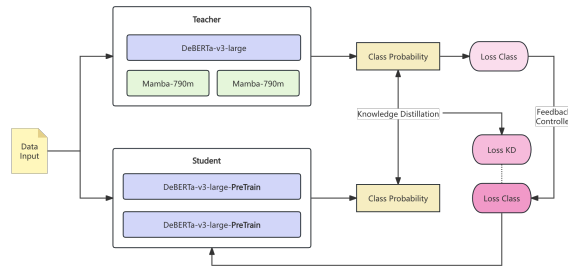 Teacher
DeBERTa-v3-large
Mamba-790m
Mamba-790m
Class Probability
Loss Class
Knowledge Distillation
Feedback
Controlle
Data
Input
Loss KD
Student
DeBERTa-v3-large-PreTrain
DeBERTa-v3-large-PreTrain
Class Probability
Loss Class